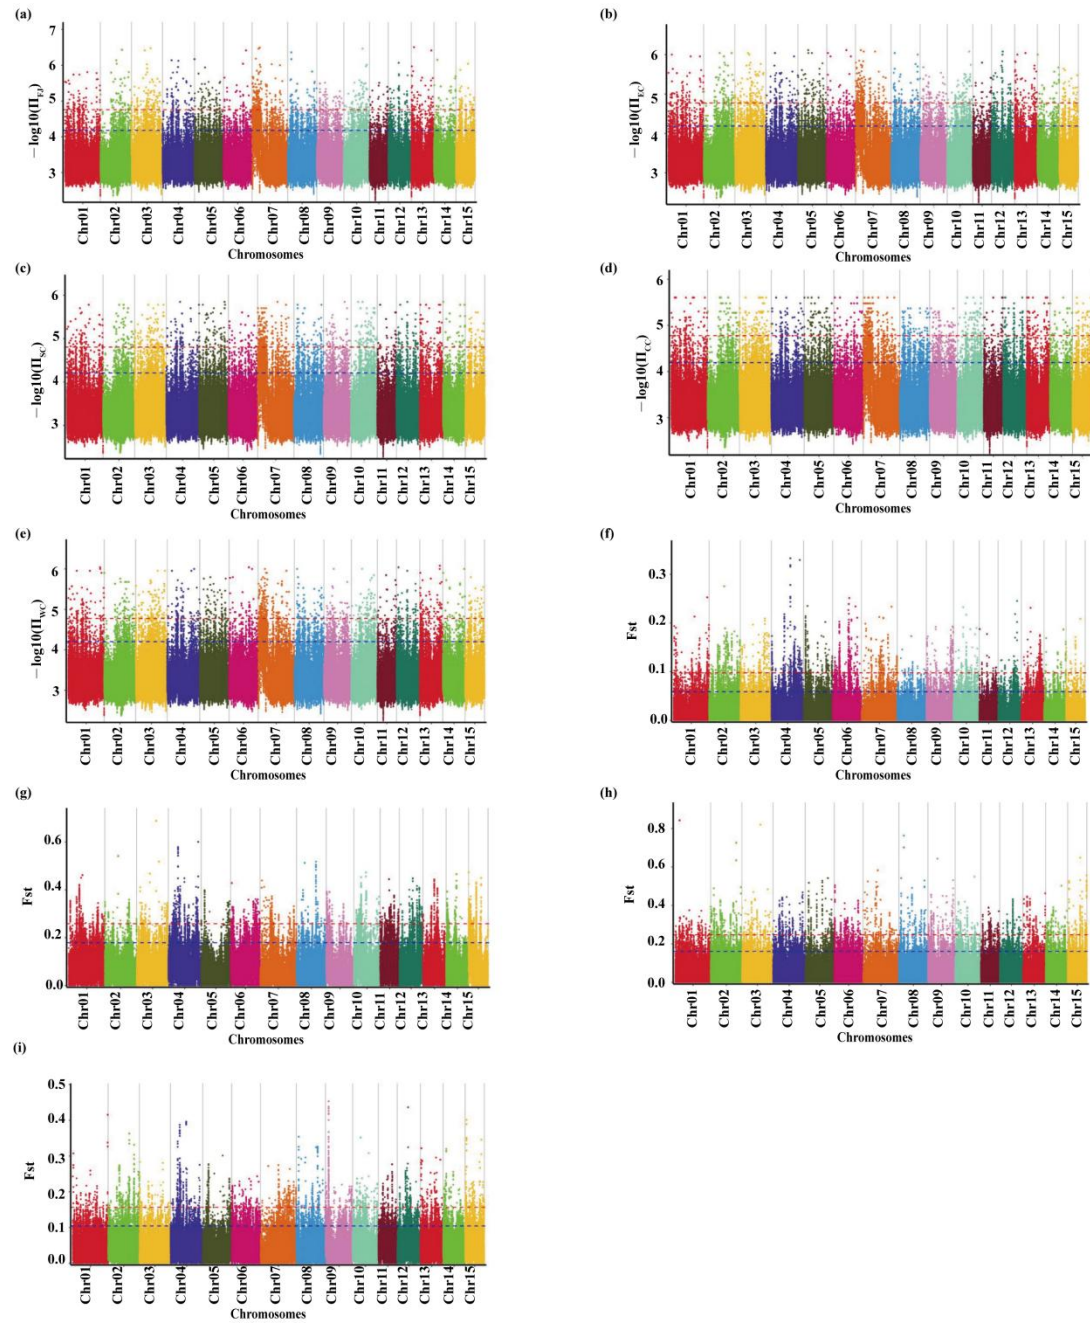 (a)
7
6
5
4
3
−log10(Π_EJ)
Chr01 Chr02 Chr03 Chr04 Chr05 Chr06 Chr07 Chr08 Chr09 Chr10 Chr11 Chr12 Chr13 Chr14 Chr15
Chromosomes
(b)
6
5
4
3
−log10(Π_EC)
Chr01 Chr02 Chr03 Chr04 Chr05 Chr06 Chr07 Chr08 Chr09 Chr10 Chr11 Chr12 Chr13 Chr14 Chr15
Chromosomes
(c)
6
5
4
3
−log10(Π_SC)
Chr01 Chr02 Chr03 Chr04 Chr05 Chr06 Chr07 Chr08 Chr09 Chr10 Chr11 Chr12 Chr13 Chr14 Chr15
Chromosomes
(d)
6
5
4
3
−log10(Π_CC)
Chr01 Chr02 Chr03 Chr04 Chr05 Chr06 Chr07 Chr08 Chr09 Chr10 Chr11 Chr12 Chr13 Chr14 Chr15
Chromosomes
(e)
6
5
4
3
−log10(Π_WC)
Chr01 Chr02 Chr03 Chr04 Chr05 Chr06 Chr07 Chr08 Chr09 Chr10 Chr11 Chr12 Chr13 Chr14 Chr15
Chromosomes
(f)
0.3
0.2
0.1
0.0
Fst
Chr01 Chr02 Chr03 Chr04 Chr05 Chr06 Chr07 Chr08 Chr09 Chr10 Chr11 Chr12 Chr13 Chr14 Chr15
Chromosomes
(g)
0.6
0.4
0.2
0.0
Fst
Chr01 Chr02 Chr03 Chr04 Chr05 Chr06 Chr07 Chr08 Chr09 Chr10 Chr11 Chr12 Chr13 Chr14 Chr15
Chromosomes
(h)
0.8
0.6
0.4
0.2
0.0
Fst
Chr01 Chr02 Chr03 Chr04 Chr05 Chr06 Chr07 Chr08 Chr09 Chr10 Chr11 Chr12 Chr13 Chr14 Chr15
Chromosomes
(i)
0.5
0.4
0.3
0.2
0.1
0.0
Fst
Chr01 Chr02 Chr03 Chr04 Chr05 Chr06 Chr07 Chr08 Chr09 Chr10 Chr11 Chr12 Chr13 Chr14 Chr15
Chromosomes